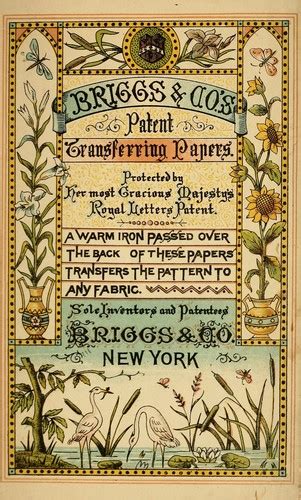 BRIGGS & CO'S
Patent
Transferring Papers.
Protected by
Her most Gracious Majesty's
Royal Letters Patent.
A WARM IRON PASSED OVER
THE BACK OF THESE PAPERS
TRANSFERS THE PATTERN TO
ANY FABRIC.
Sole Inventors and Patentees
BRIGGS & CO.
NEW YORK